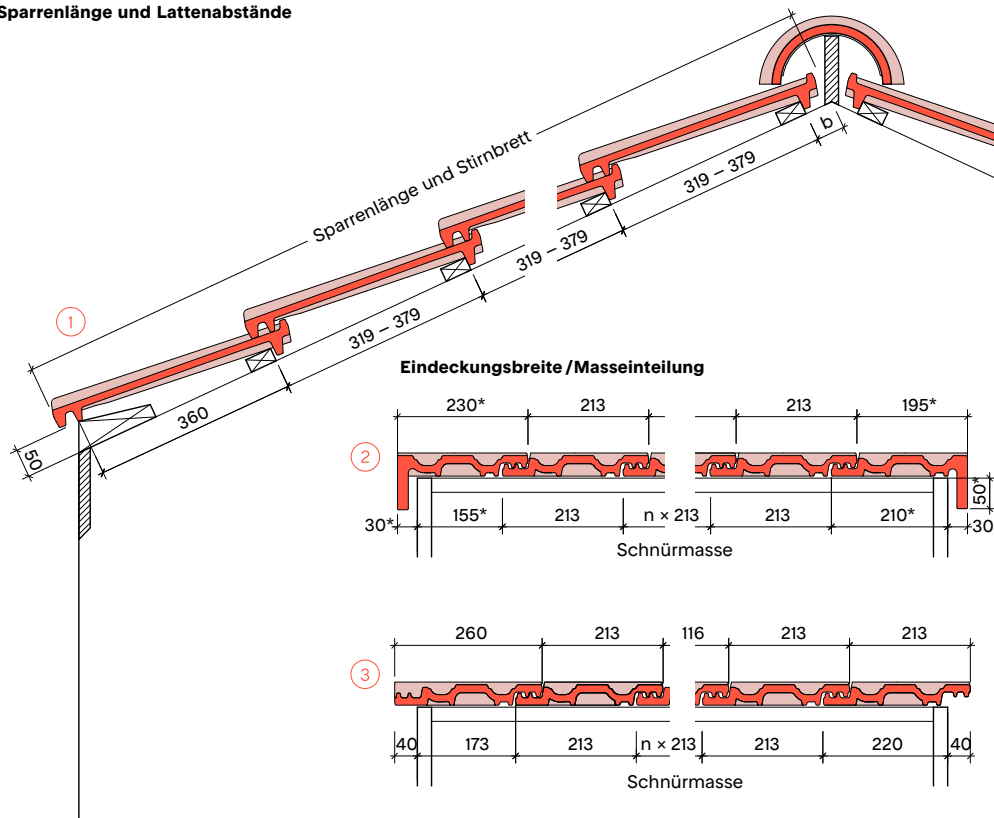 Sparrenlänge und Lattenabstände
Sparrenlänge und Stirnbrett
b
319 – 379
319 – 379
319 – 379
360
50
1
Eindeckungsbreite / Masseinteilung
230* 213 213 195*
2
50*
30* 155* 213 n × 213 213 210* 30
Schnürmasse
260 213 116 213 213
3
40 173 213 n × 213 213 220 40
Schnürmasse